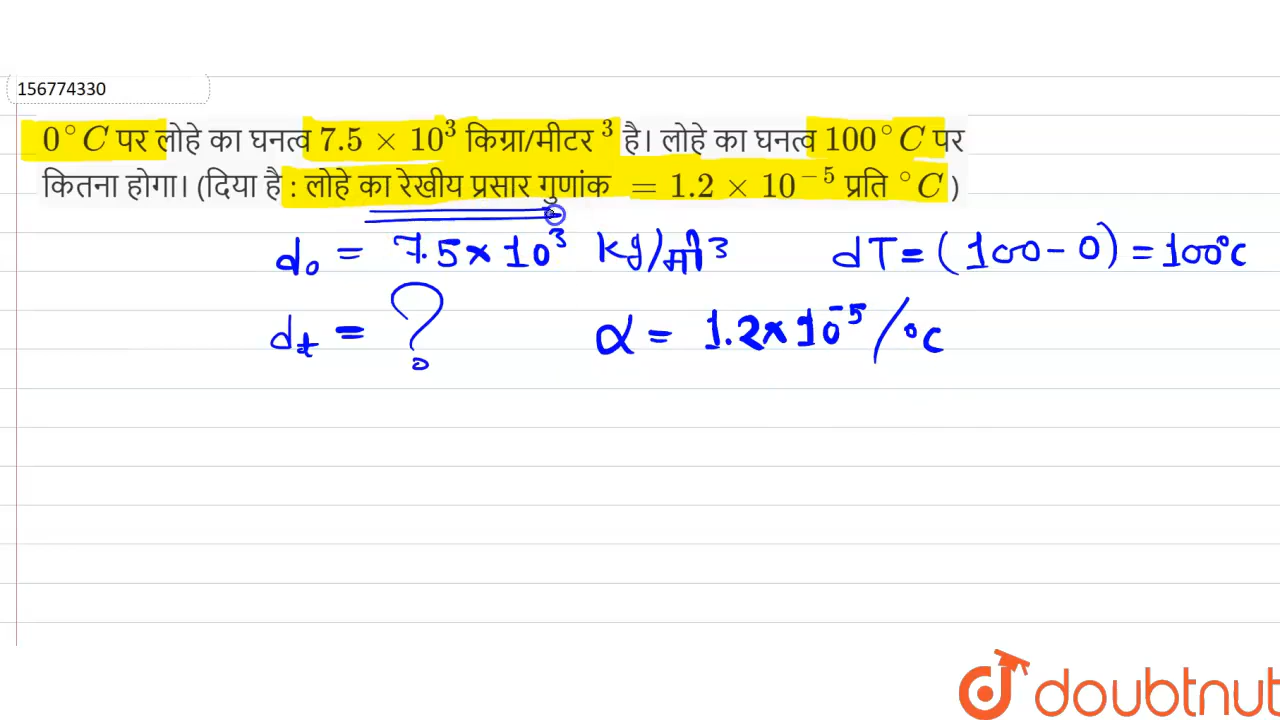 156774330
0°C पर लोहे का घनत्व 7.5 × 10³ किग्रा/मीटर ³ है। लोहे का घनत्व 100°C पर
कितना होगा। (दिया है : लोहे का रेखीय प्रसार गुणांक = 1.2 × 10⁻⁵ प्रति °C )
d₀ = 7.5×10³ kg/मी³ dT = (100-0) = 100°C
dₜ = ? α = 1.2×10⁻⁵/°C
doubtnut